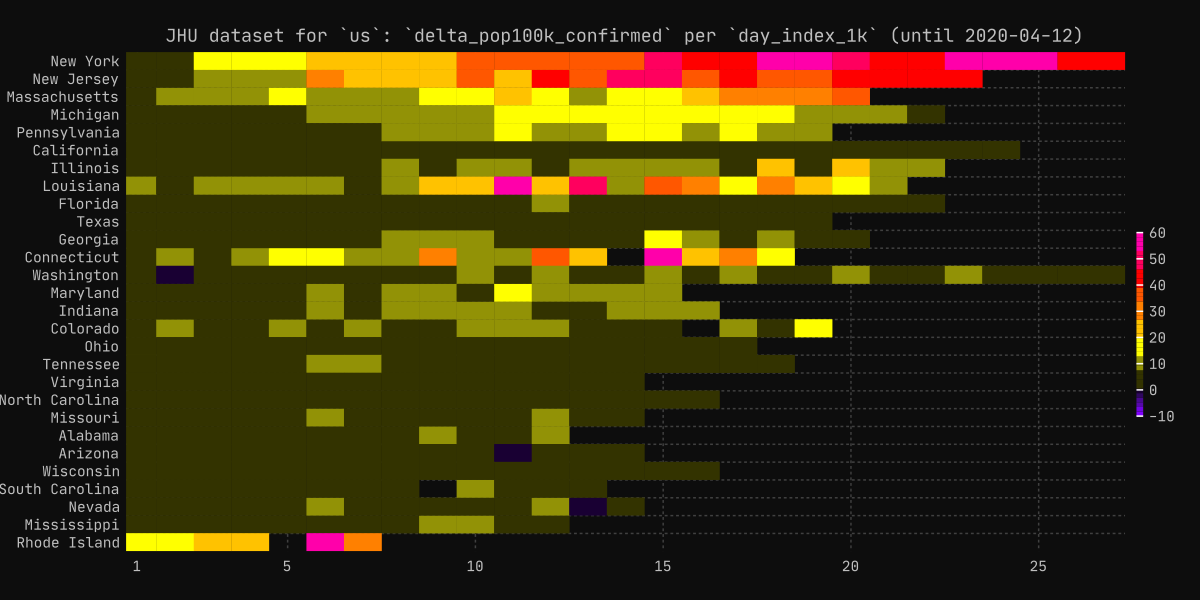 JHU dataset for `us`: `delta_pop100k_confirmed` per `day_index_1k` (until 2020-04-12)
New York
New Jersey
Massachusetts
Michigan
Pennsylvania
California
Illinois
Louisiana
Florida
Texas
Georgia
Connecticut
Washington
Maryland
Indiana
Colorado
Ohio
Tennessee
Virginia
North Carolina
Missouri
Alabama
Arizona
Wisconsin
South Carolina
Nevada
Mississippi
Rhode Island
1 5 10 15 20 25
60
50
40
30
20
10
0
-10